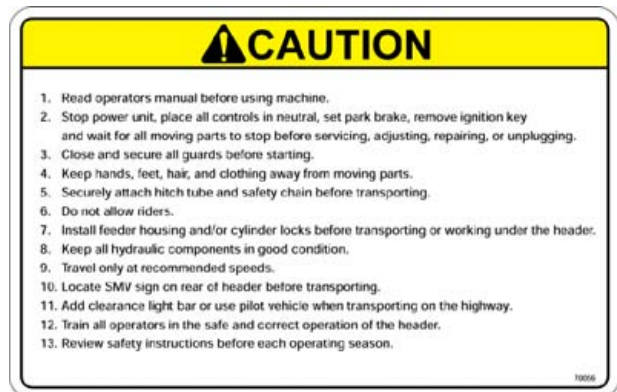 CAUTION
1. Read operators manual before using machine.
2. Stop power unit, place all controls in neutral, set park brake, remove ignition key
and wait for all moving parts to stop before servicing, adjusting, repairing, or unplugging.
3. Close and secure all guards before starting.
4. Keep hands, feet, hair, and clothing away from moving parts.
5. Securely attach hitch tube and safety chain before transporting.
6. Do not allow riders.
7. Install feeder housing and/or cylinder locks before transporting or working under the header.
8. Keep all hydraulic components in good condition.
9. Travel only at recommended speeds.
10. Locate SMV sign on rear of header before transporting.
11. Add clearance light bar or use pilot vehicle when transporting on the highway.
12. Train all operators in the safe and correct operation of the header.
13. Review safety instructions before each operating season.
70056